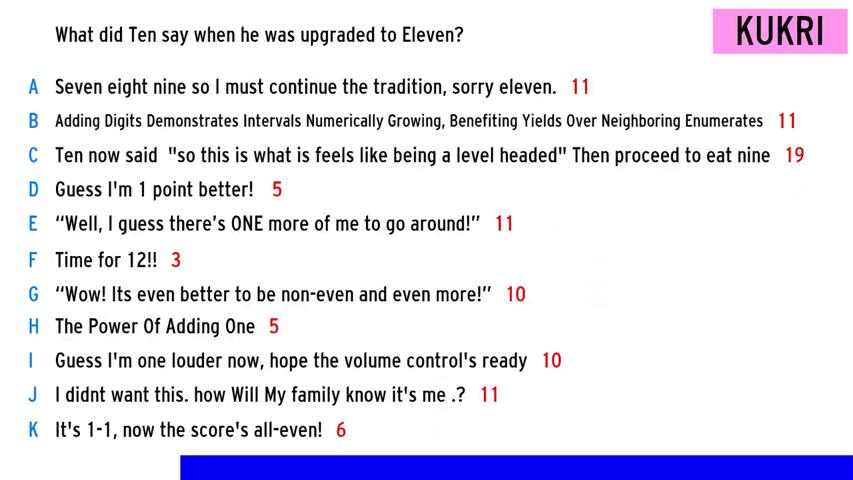 What did Ten say when he was upgraded to Eleven?
KUKRI
A Seven eight nine so I must continue the tradition, sorry eleven. 11
B Adding Digits Demonstrates Intervals Numerically Growing, Benefiting Yields Over Neighboring Enumerates 11
C Ten now said "so this is what is feels like being a level headed" Then proceed to eat nine 19
D Guess I'm 1 point better! 5
E “Well, I guess there’s ONE more of me to go around!” 11
F Time for 12!! 3
G “Wow! Its even better to be non-even and even more!” 10
H The Power Of Adding One 5
I Guess I'm one louder now, hope the volume control's ready 10
J I didnt want this. how Will My family know it's me .? 11
K It's 1-1, now the score's all-even! 6